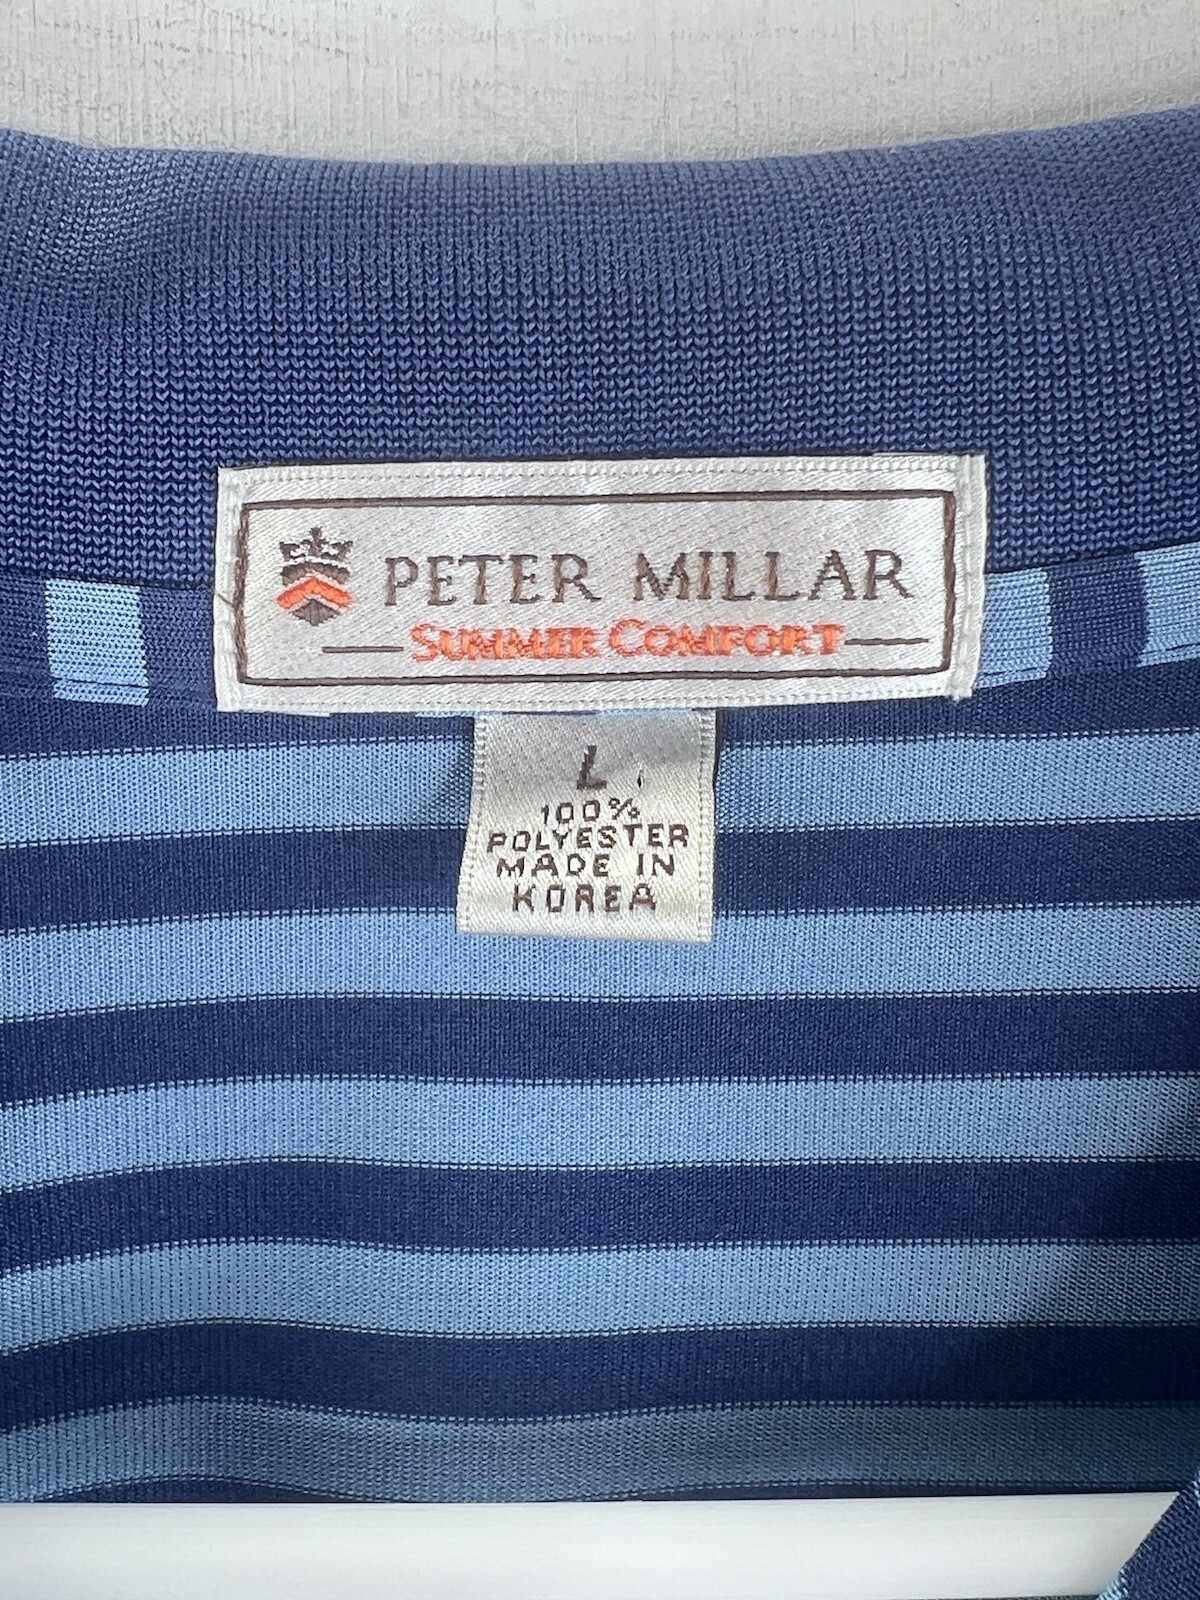 PETER MILLAR
SUMMER COMFORT
L
100%
POLYESTER
MADE IN
KOREA